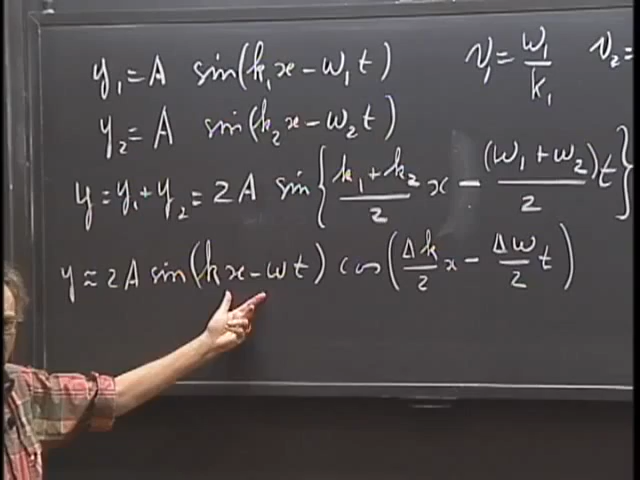 y₁ = A sin(k₁x − ω₁t) v₁ = ω₁/k₁ v₂ =
y₂ = A sin(k₂x − ω₂t)
y = y₁ + y₂ = 2A sin{(k₁ + k₂)/2 x − (ω₁ + ω₂)/2 t}
y ≈ 2A sin(kx − ωt) cos(Δk/2 x − Δω/2 t)